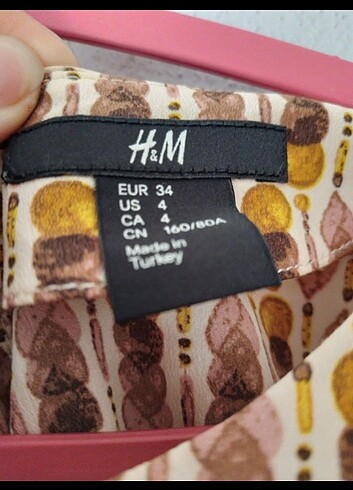 H&M
EUR 34
US 4
CA 4
CN 160/80A
Made in
Turkey